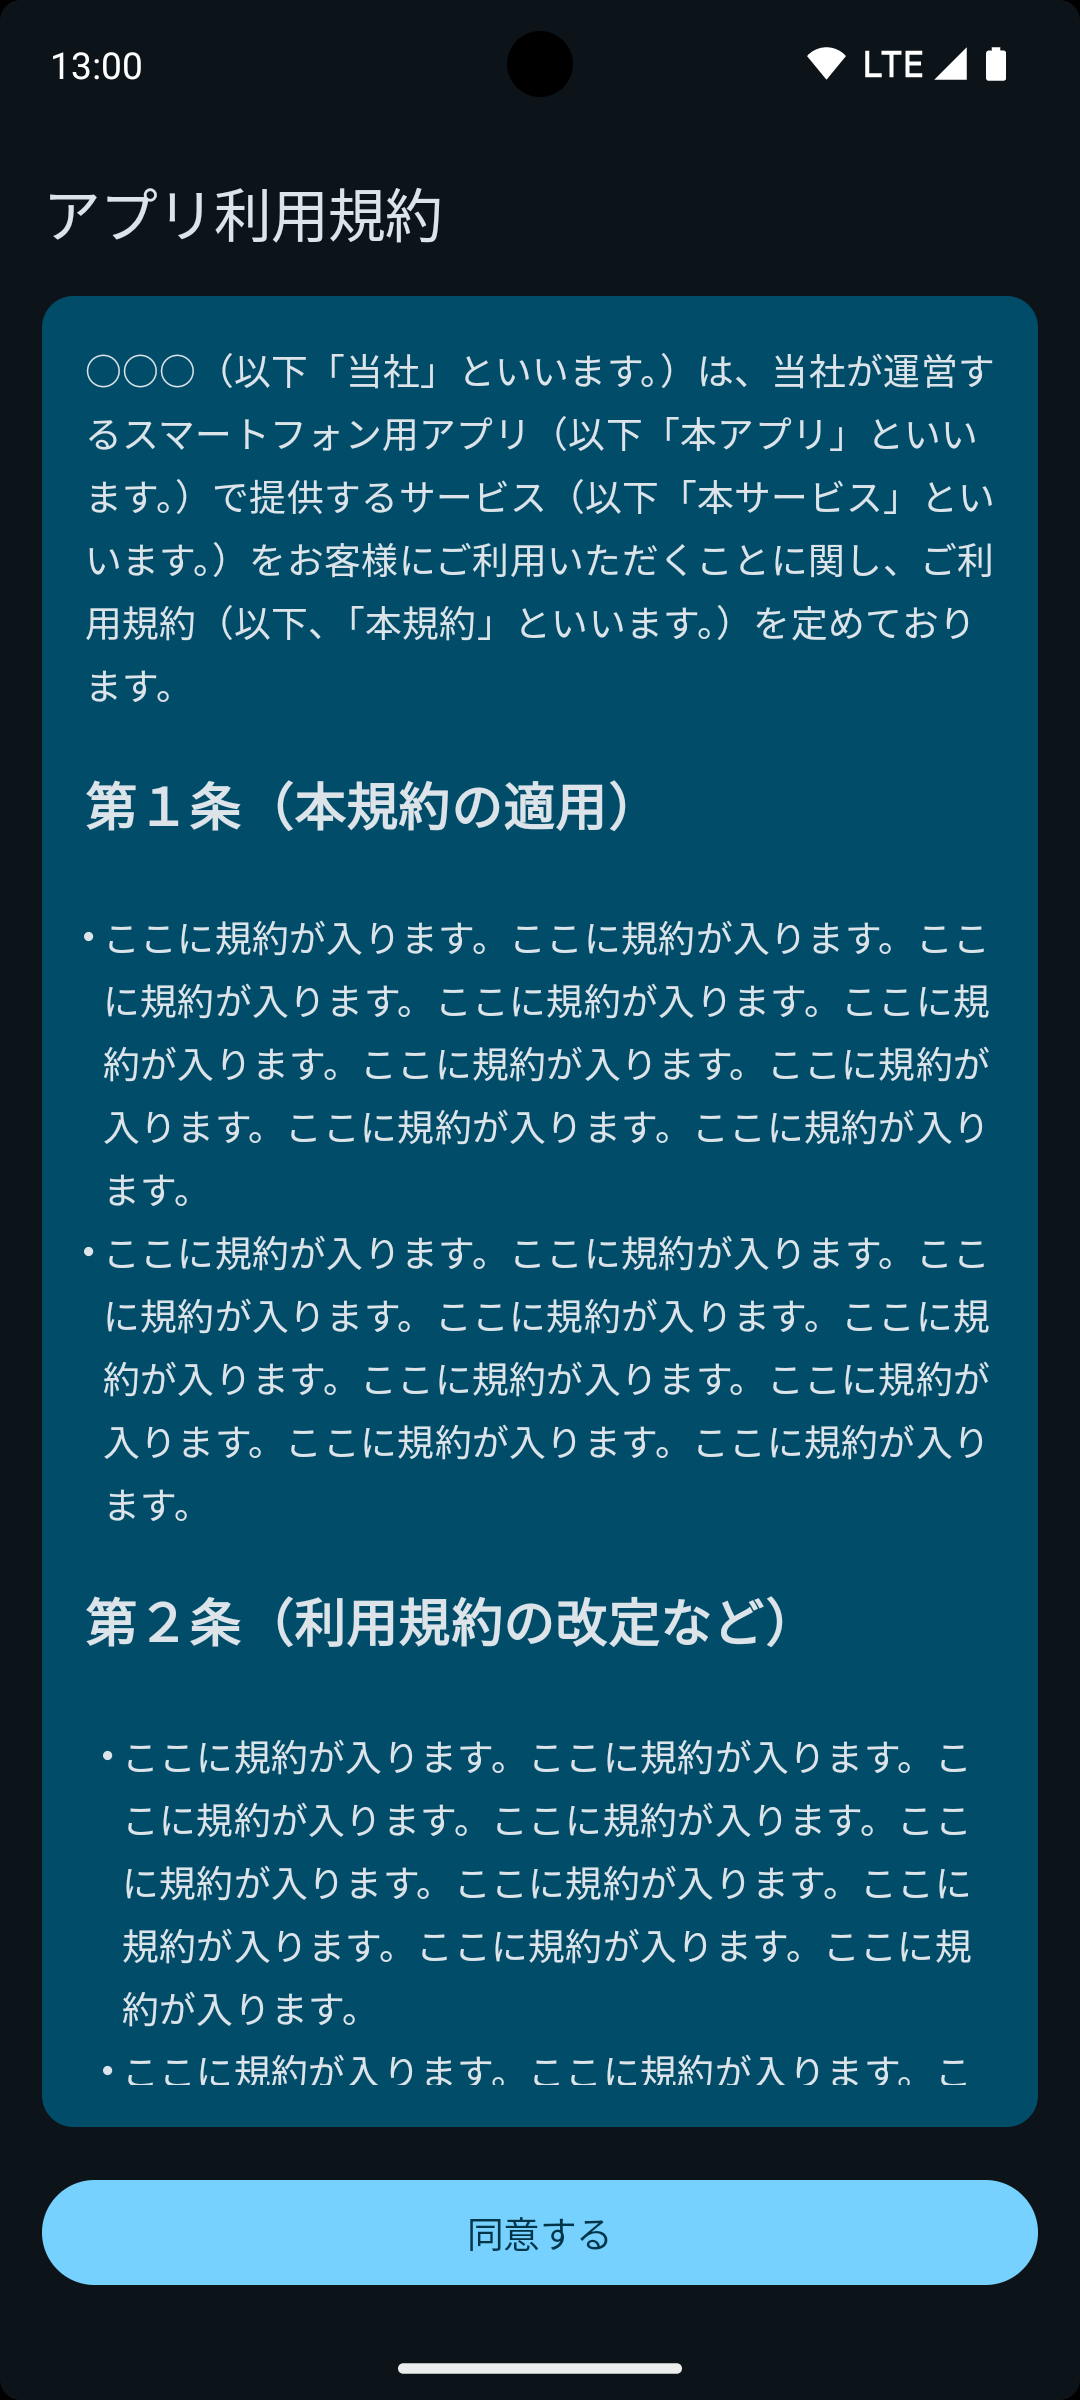 13:00
LTE
アプリ利用規約
○○○（以下「当社」といいます。）は、当社が運営す
るスマートフォン用アプリ（以下「本アプリ」といい
ます。）で提供するサービス（以下「本サービス」とい
います。）をお客様にご利用いただくことに関し、ご利
用規約（以下、「本規約」といいます。）を定めており
ます。
第１条（本規約の適用）
・ここに規約が入ります。ここに規約が入ります。ここ
に規約が入ります。ここに規約が入ります。ここに規
約が入ります。ここに規約が入ります。ここに規約が
入ります。ここに規約が入ります。ここに規約が入り
ます。
・ここに規約が入ります。ここに規約が入ります。ここ
に規約が入ります。ここに規約が入ります。ここに規
約が入ります。ここに規約が入ります。ここに規約が
入ります。ここに規約が入ります。ここに規約が入り
ます。
第２条（利用規約の改定など）
・ここに規約が入ります。ここに規約が入ります。こ
こに規約が入ります。ここに規約が入ります。ここ
に規約が入ります。ここに規約が入ります。ここに
規約が入ります。ここに規約が入ります。ここに規
約が入ります。
・ここに規約が入ります。ここに規約が入ります。こ
同意する